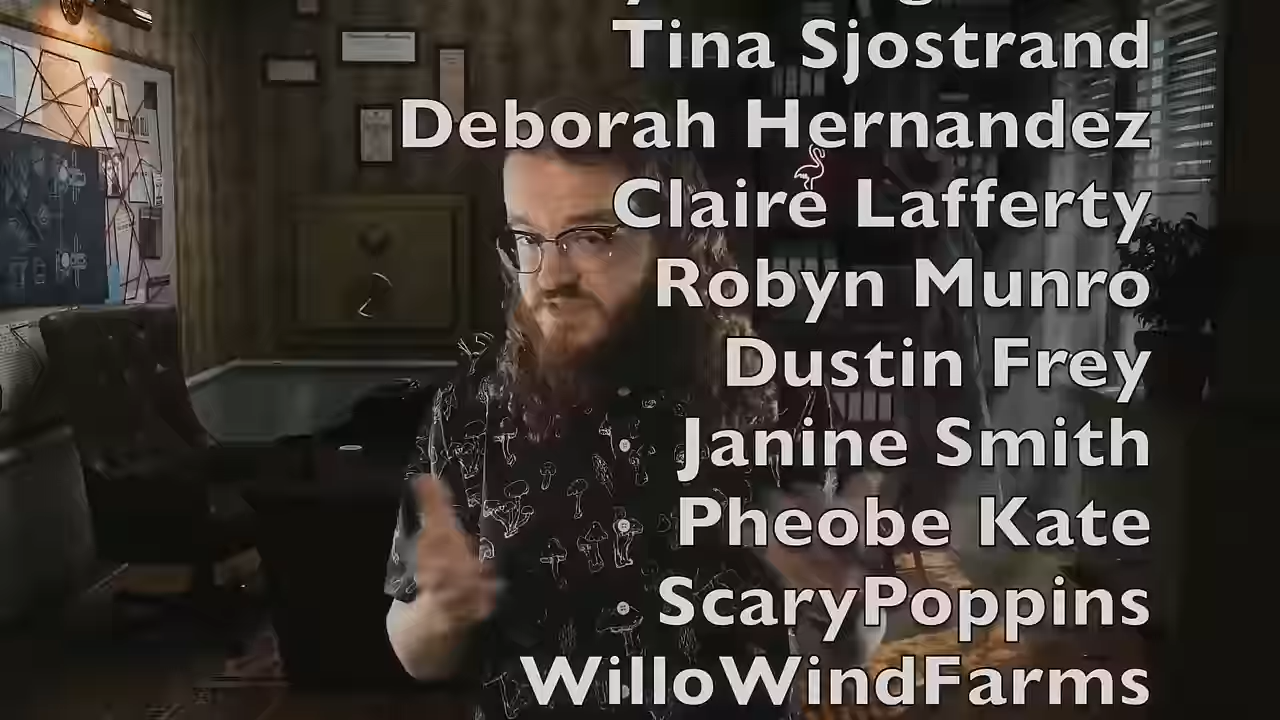 Tina Sjostrand
Deborah Hernandez
Claire Lafferty
Robyn Munro
Dustin Frey
Janine Smith
Pheobe Kate
ScaryPoppins
WilloWindFarms